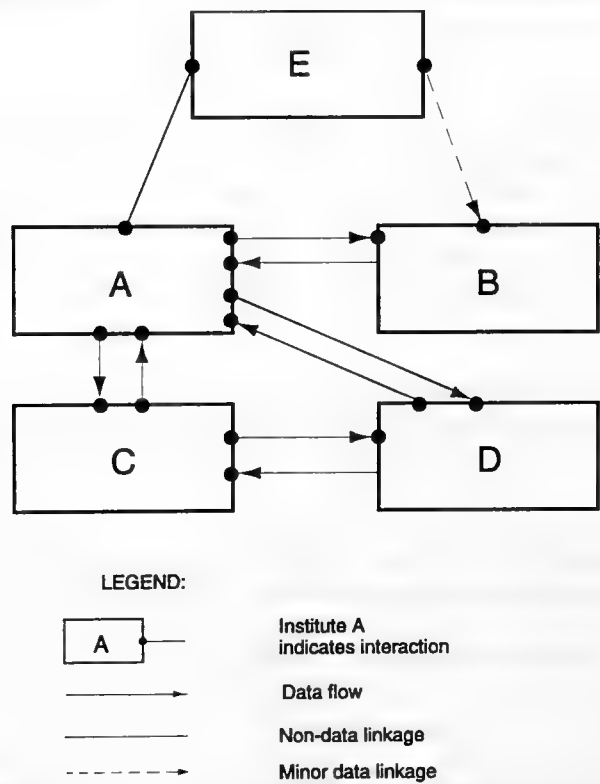 E
A
B
C
D
LEGEND:
A
Institute A
indicates interaction
Data flow
Non-data linkage
Minor data linkage